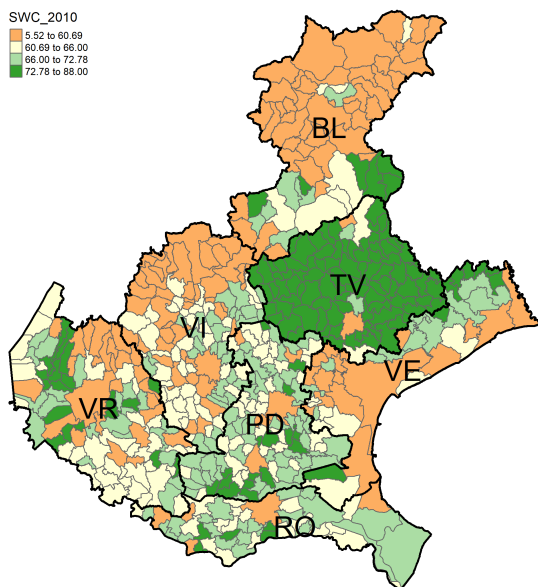 SWC_2010
5.52 to 60.69
60.69 to 66.00
66.00 to 72.78
72.78 to 88.00
BL
TV
VI
VE
VR
PD
RO